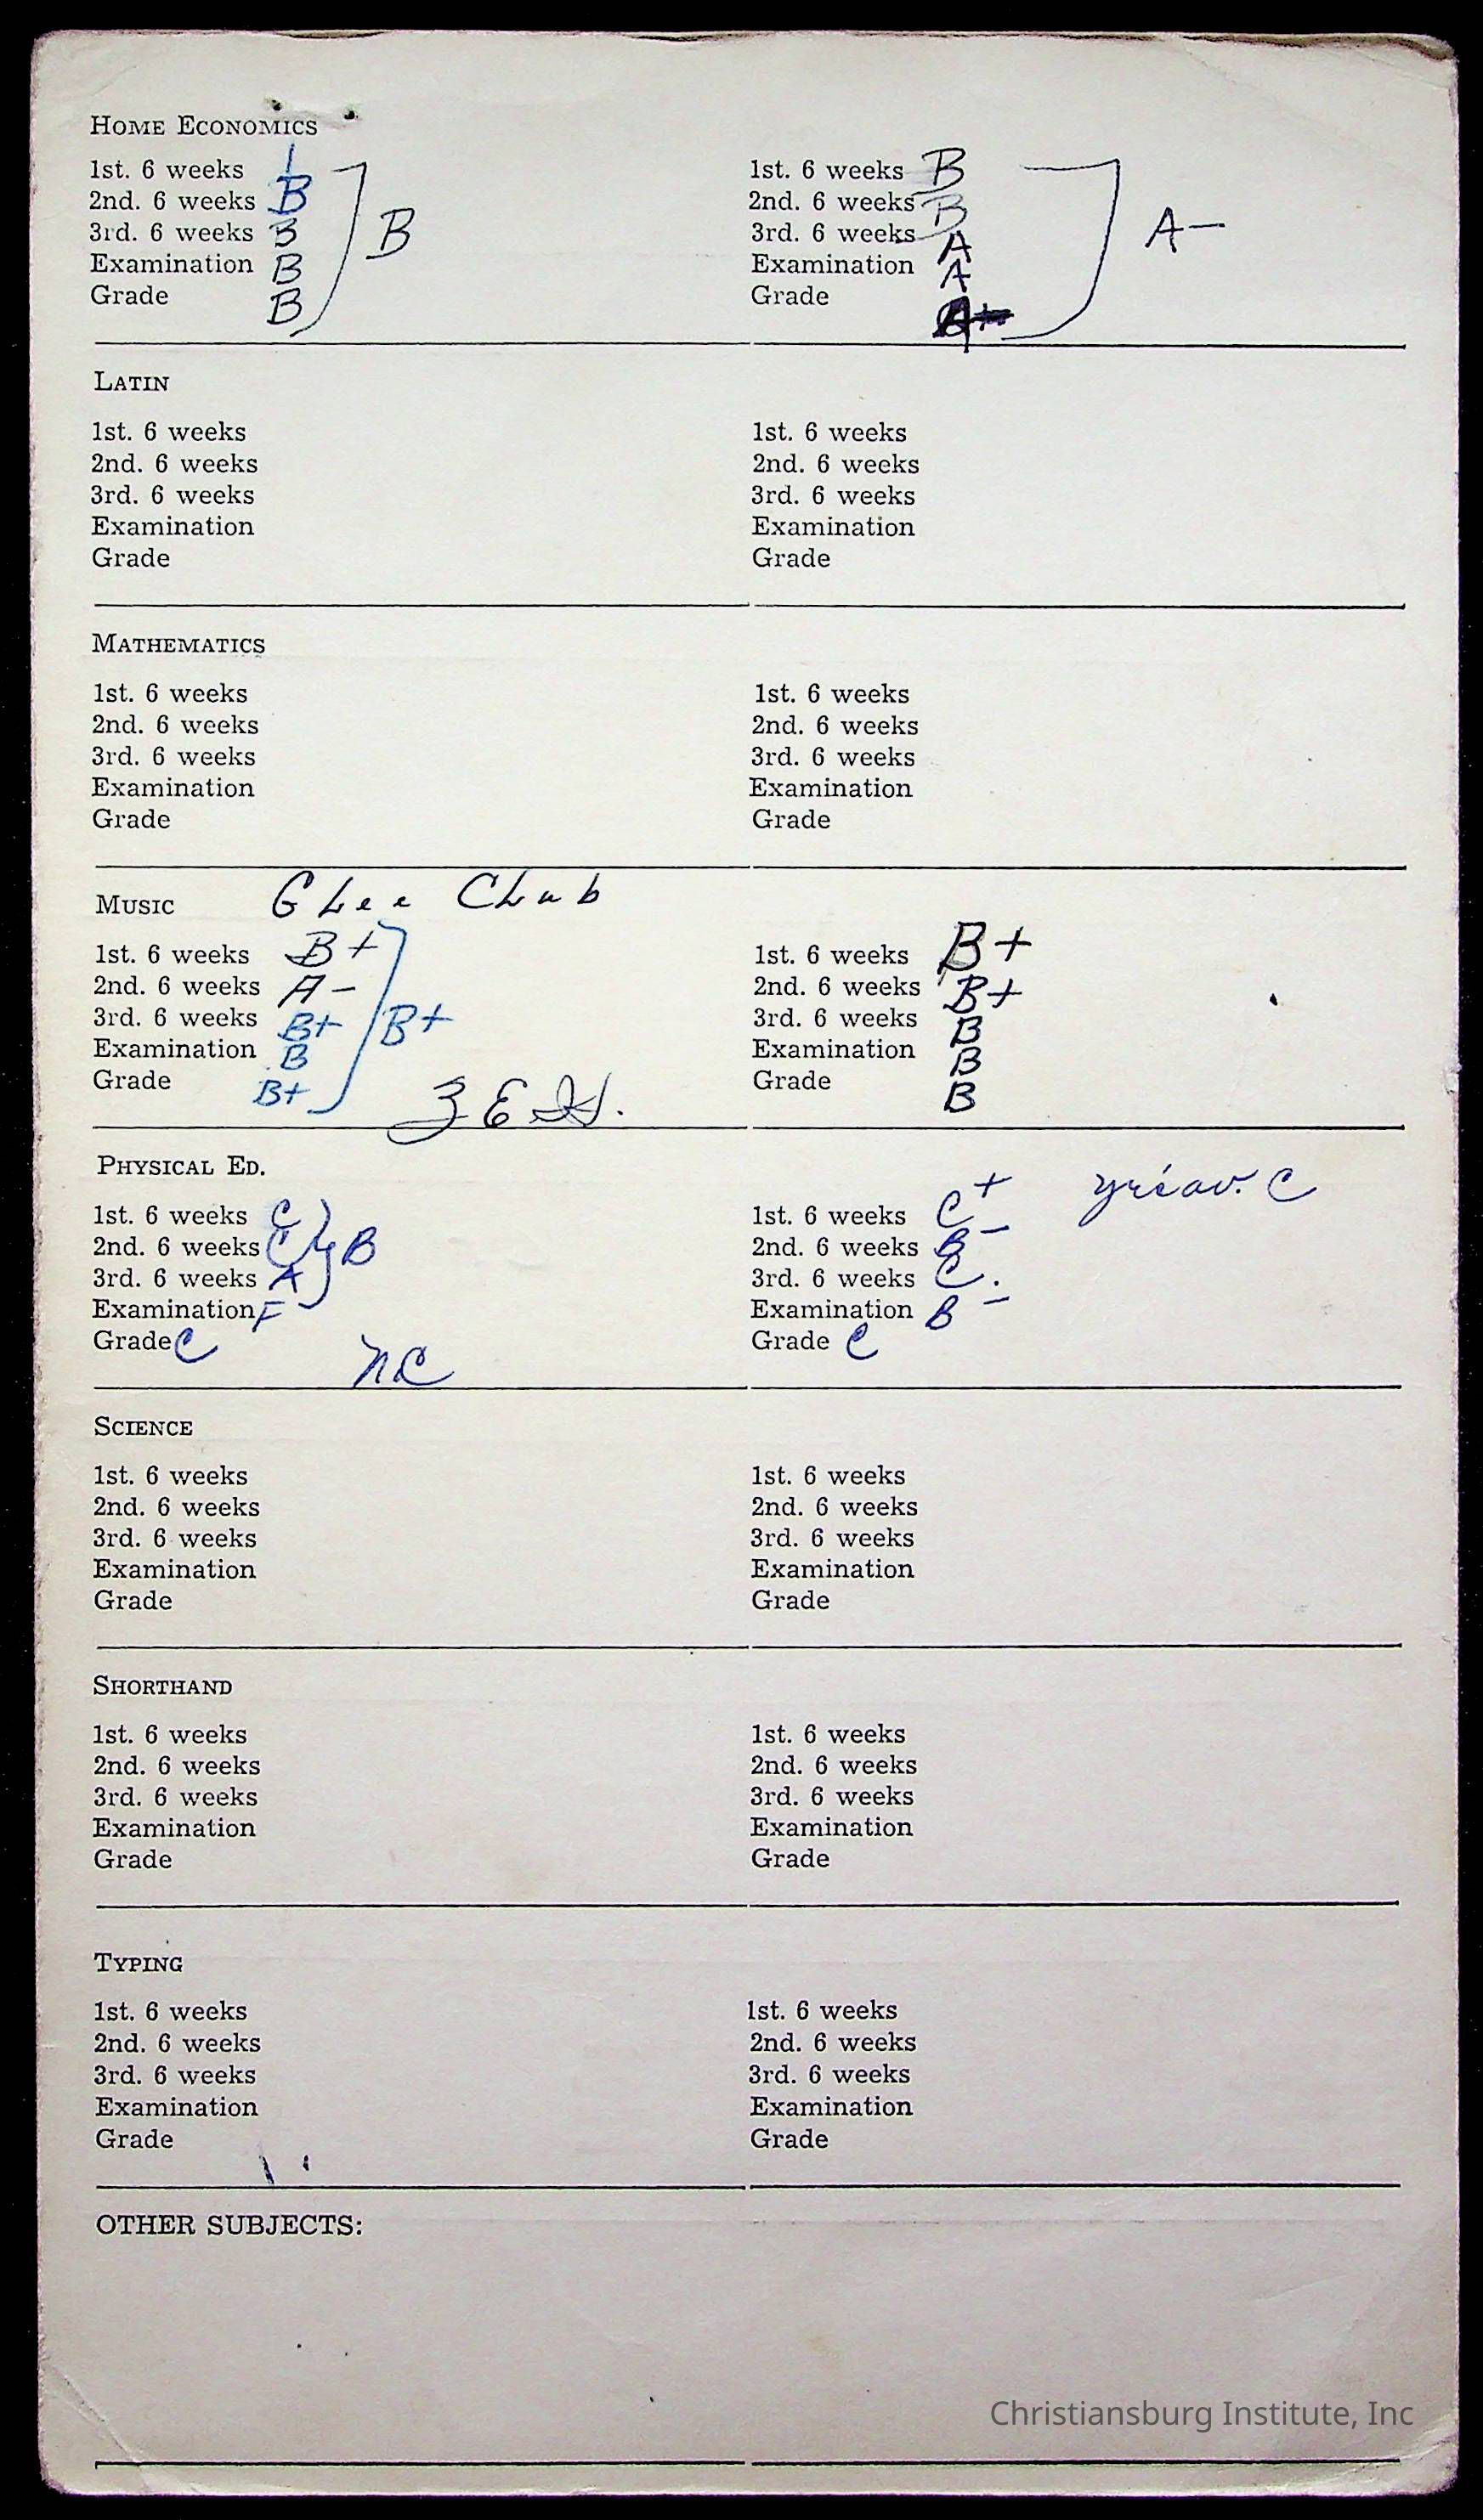 HOME ECONOMICS
1st. 6 weeks
2nd. 6 weeks B
3rd. 6 weeks B
Examination B
Grade B
B
1st. 6 weeks B
2nd. 6 weeks B
3rd. 6 weeks A
Examination A
Grade
A-
LATIN
1st. 6 weeks
2nd. 6 weeks
3rd. 6 weeks
Examination
Grade
1st. 6 weeks
2nd. 6 weeks
3rd. 6 weeks
Examination
Grade
MATHEMATICS
1st. 6 weeks
2nd. 6 weeks
3rd. 6 weeks
Examination
Grade
1st. 6 weeks
2nd. 6 weeks
3rd. 6 weeks
Examination
Grade
MUSIC Glee Club
1st. 6 weeks B+
2nd. 6 weeks A-
3rd. 6 weeks B+
Examination B
Grade B+
B+
1st. 6 weeks B+
2nd. 6 weeks B+
3rd. 6 weeks B
Examination B
Grade B
PHYSICAL ED.
1st. 6 weeks C
2nd. 6 weeks C
3rd. 6 weeks A
Examination F
Grade C
B
NC
1st. 6 weeks C+
2nd. 6 weeks B-
3rd. 6 weeks C.
Examination B-
Grade C
av. C
SCIENCE
1st. 6 weeks
2nd. 6 weeks
3rd. 6 weeks
Examination
Grade
1st. 6 weeks
2nd. 6 weeks
3rd. 6 weeks
Examination
Grade
SHORTHAND
1st. 6 weeks
2nd. 6 weeks
3rd. 6 weeks
Examination
Grade
1st. 6 weeks
2nd. 6 weeks
3rd. 6 weeks
Examination
Grade
TYPING
1st. 6 weeks
2nd. 6 weeks
3rd. 6 weeks
Examination
Grade
1st. 6 weeks
2nd. 6 weeks
3rd. 6 weeks
Examination
Grade
OTHER SUBJECTS:
Christiansburg Institute, Inc